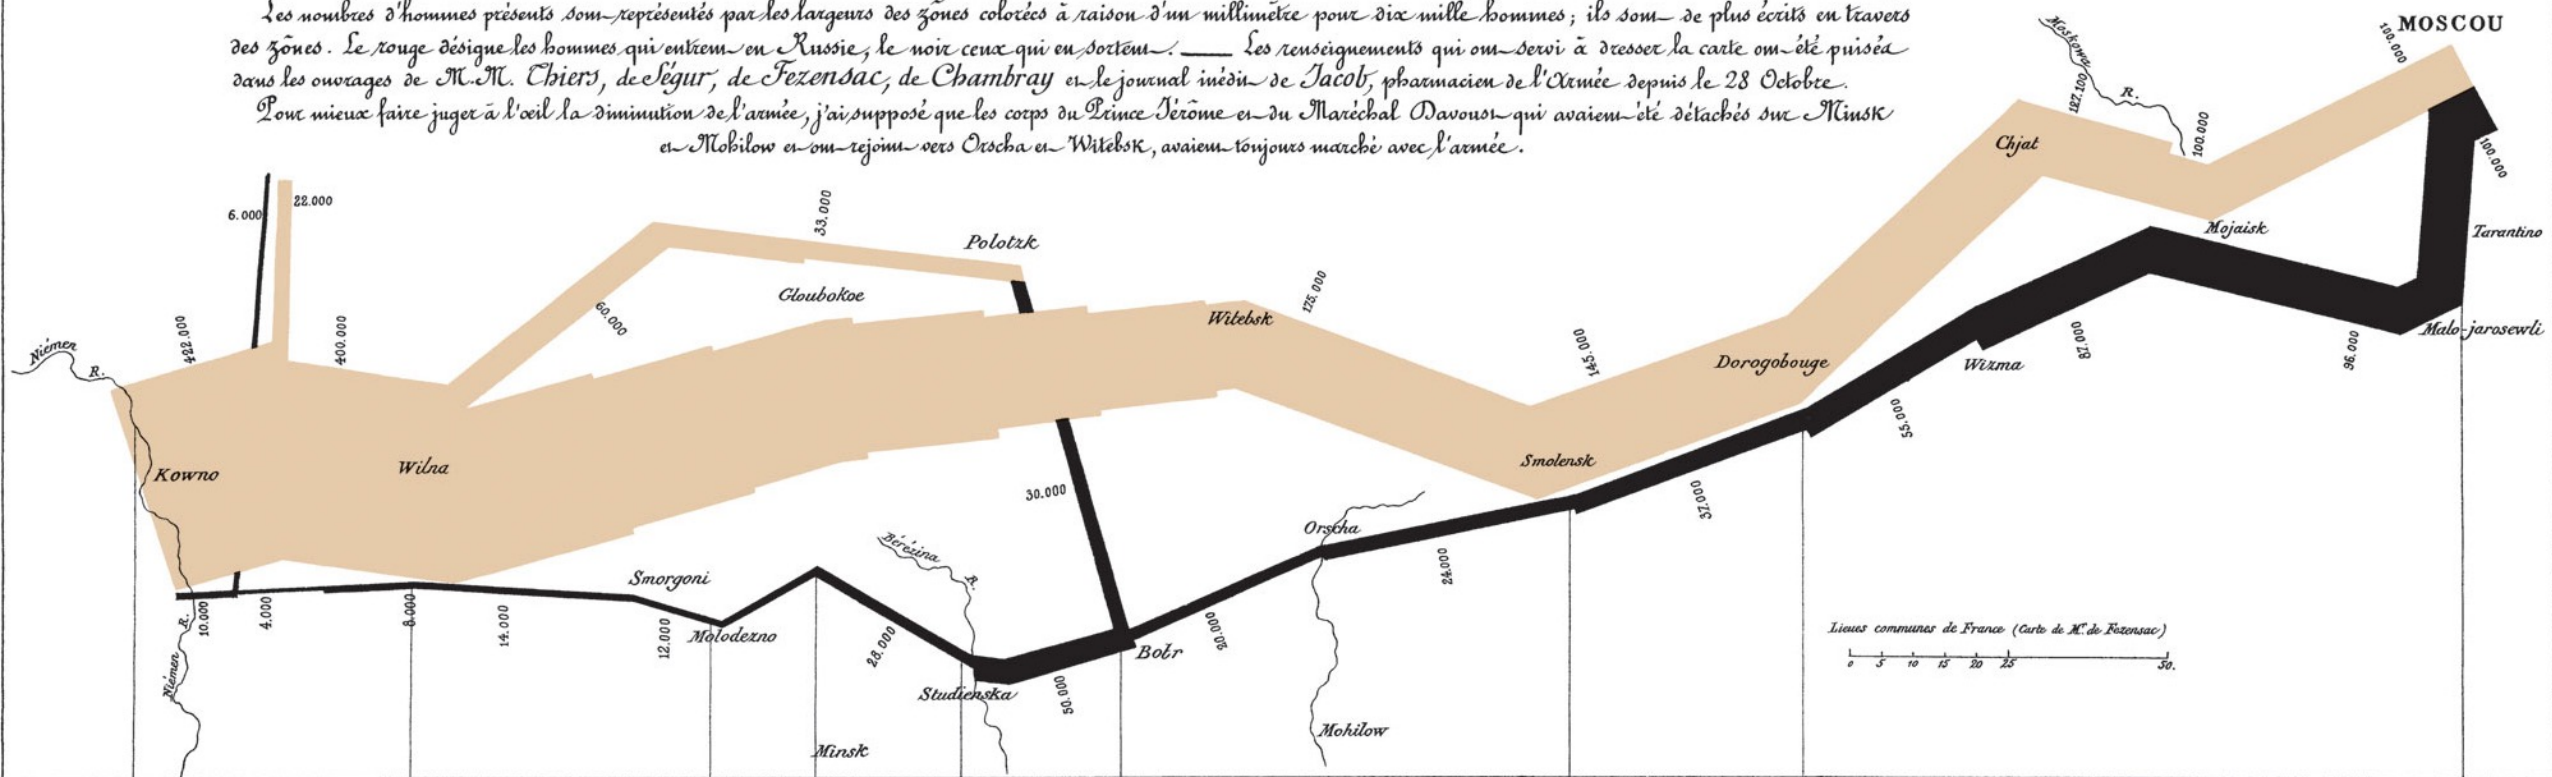 Les nombres d'hommes présents sont représentés par les largeurs des zônes colorées à raison d'un millimètre pour dix mille hommes; ils sont de plus écrits en travers
des zônes. Le rouge désigne les hommes qui entrent en Russie, le noir ceux qui en sortent. — Les renseignements qui ont servi à dresser la carte ont été puisés
dans les ouvrages de M.M. Thiers, de Ségur, de Fezensac, de Chambray et le journal inédit de Jacob, pharmacien de l'Armée depuis le 28 Octobre.
Pour mieux faire juger à l'œil la diminution de l'armée, j'ai supposé que les corps du Prince Jérôme et du Maréchal Davoust qui avaient été détachés sur Minsk
et Mohilow et ont rejoint vers Orscha et Witebsk, avaient toujours marché avec l'armée.
Moskowa R.
100.000
MOSCOU
127.100
100.000
Chjat
100.000
Mojaisk
Tarantino
6.000
22.000
33.000
Polotzk
Gloubokoe
60.000
175.000
Witebsk
422.000
400.000
Niémen R.
145.000
Dorogobouge
Wizma
87.000
96.000
Malo-jarosewli
Kowno
Wilna
Smolensk
55.000
30.000
37.000
Orscha
Bérézina R.
24.000
Smorgoni
10.000
4.000
8.000
14.000
12.000
Molodezno
28.000
20.000
Bobr
Studienska
50.000
Niémen R.
Minsk
Mohilow
Lieues communes de France (Carte de Mr. de Fezensac)
0 5 10 15 20 25 50.